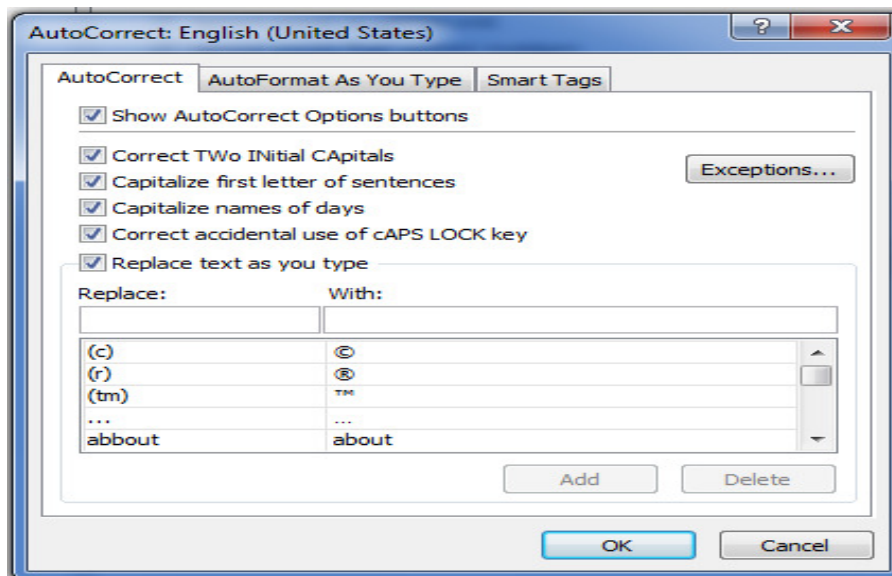 AutoCorrect: English (United States)
AutoCorrect AutoFormat As You Type Smart Tags
Show AutoCorrect Options buttons
Correct TWo INitial CApitals
Exceptions...
Capitalize first letter of sentences
Capitalize names of days
Correct accidental use of cAPS LOCK key
Replace text as you type
Replace: With:
(c) ©
(r) ®
(tm) ™
... ...
abbout about
Add Delete
OK Cancel